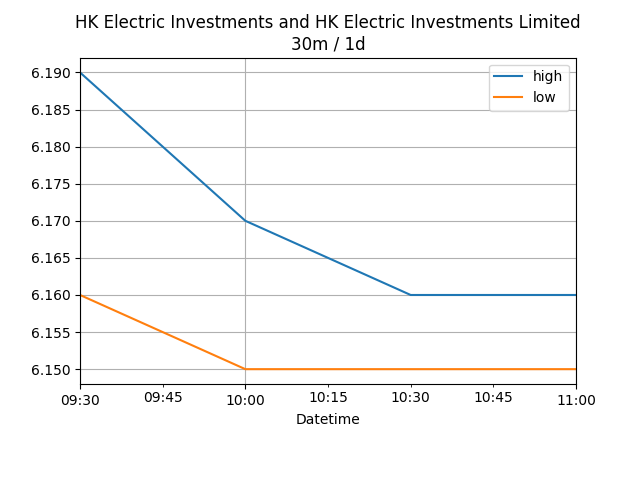 HK Electric Investments and HK Electric Investments Limited
30m / 1d
high
low
6.190
6.185
6.180
6.175
6.170
6.165
6.160
6.155
6.150
09:30 09:45 10:00 10:15 10:30 10:45 11:00
Datetime